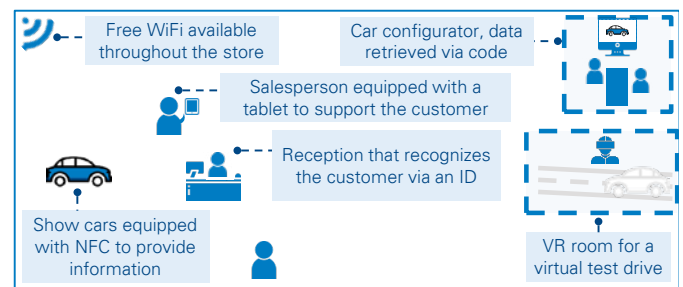 Free WiFi available
throughout the store
Car configurator, data
retrieved via code
Salesperson equipped with a
tablet to support the customer
Reception that recognizes
the customer via an ID
Show cars equipped
with NFC to provide
information
VR room for a
virtual test drive